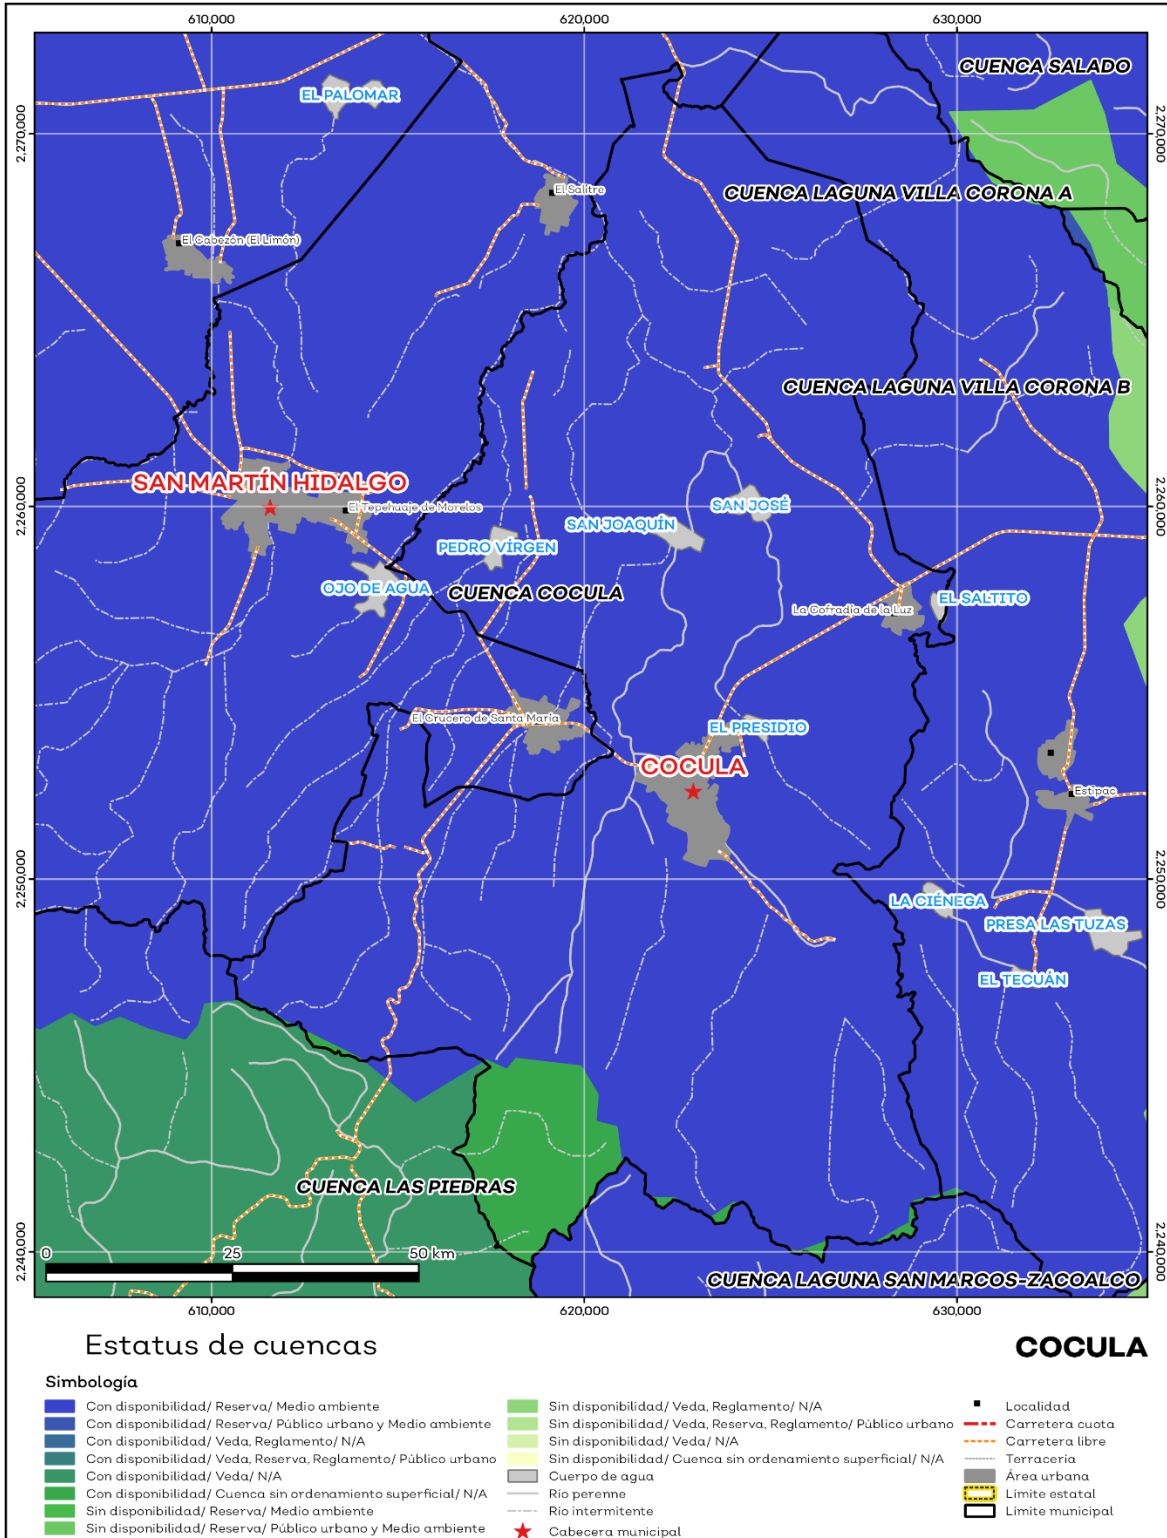 610,000
620,000
630,000
CUENCA SALADO
EL PALOMAR
2,270,000
2,270,000
El Salitre
CUENCA LAGUNA VILLA CORONA A
El Cabezón (El Limón)
CUENCA LAGUNA VILLA CORONA B
SAN MARTÍN HIDALGO
El Tepehuaje de Morelos
SAN JOSÉ
SAN JOAQUÍN
2,260,000
2,260,000
PEDRO VÍRGEN
OJO DE AGUA
CUENCA COCULA
EL SALTITO
La Cofradía de la Luz
El Crucero de Santa María
EL PRESIDIO
COCULA
Estipac
2,250,000
2,250,000
LA CIÉNEGA
PRESA LAS TUZAS
EL TECUÁN
CUENCA LAS PIEDRAS
2,240,000
2,240,000
0
25
50 km
CUENCA LAGUNA SAN MARCOS-ZACOALCO
610,000
620,000
630,000
Estatus de cuencas
COCULA
Simbología
Con disponibilidad/ Reserva/ Medio ambiente
Con disponibilidad/ Reserva/ Público urbano y Medio ambiente
Con disponibilidad/ Veda, Reglamento/ N/A
Con disponibilidad/ Veda, Reserva, Reglamento/ Público urbano
Con disponibilidad/ Veda/ N/A
Con disponibilidad/ Cuenca sin ordenamiento superficial/ N/A
Sin disponibilidad/ Reserva/ Medio ambiente
Sin disponibilidad/ Reserva/ Público urbano y Medio ambiente
Sin disponibilidad/ Veda, Reglamento/ N/A
Sin disponibilidad/ Veda, Reserva, Reglamento/ Público urbano
Sin disponibilidad/ Veda/ N/A
Sin disponibilidad/ Cuenca sin ordenamiento superficial/ N/A
Cuerpo de agua
Río perenne
Río intermitente
Cabecera municipal
Localidad
Carretera cuota
Carretera libre
Terracería
Área urbana
Límite estatal
Límite municipal